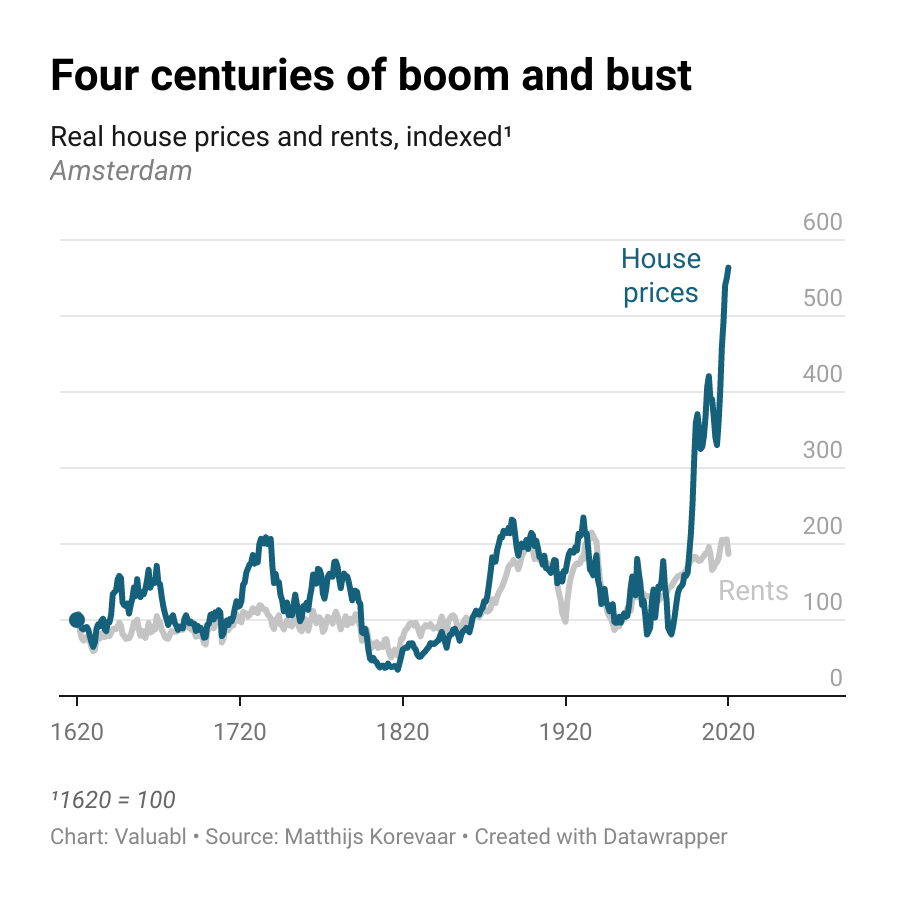 Four centuries of boom and bust
Real house prices and rents, indexed¹
Amsterdam
600
House
prices
500
400
300
200
Rents
100
0
1620 1720 1820 1920 2020
¹1620 = 100
Chart: Valuabl • Source: Matthijs Korevaar • Created with Datawrapper